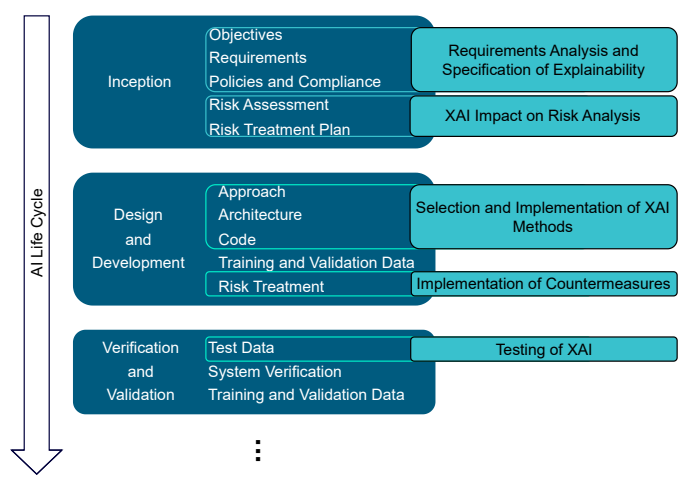 AI Life Cycle
Inception
Objectives
Requirements
Policies and Compliance
Risk Assessment
Risk Treatment Plan
Requirements Analysis and
Specification of Explainability
XAI Impact on Risk Analysis
Design
and
Development
Approach
Architecture
Code
Training and Validation Data
Risk Treatment
Selection and Implementation of XAI
Methods
Implementation of Countermeasures
Verification
and
Validation
Test Data
System Verification
Training and Validation Data
Testing of XAI
⋮